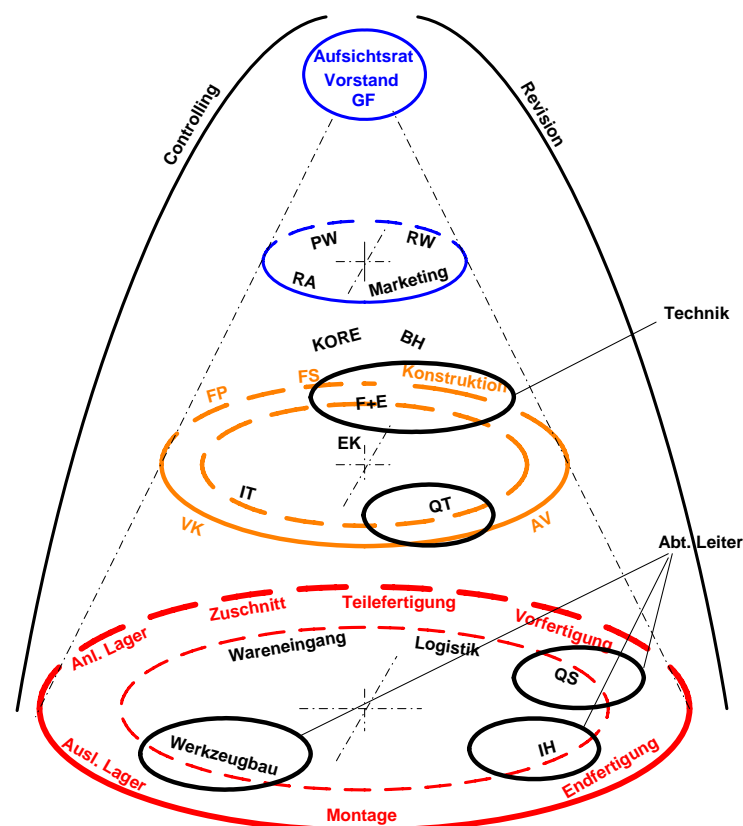 Aufsichtsrat
Vorstand
GF
Controlling
Revision
PW
RW
RA
Marketing
Technik
KORE
BH
FP
FS
Konstruktion
F+E
EK
IT
QT
VK
AV
Abt. Leiter
Zuschnitt
Teilefertigung
Vorfertigung
Anl. Lager
Wareneingang
Logistik
QS
Werkzeugbau
IH
Ausl. Lager
Endfertigung
Montage